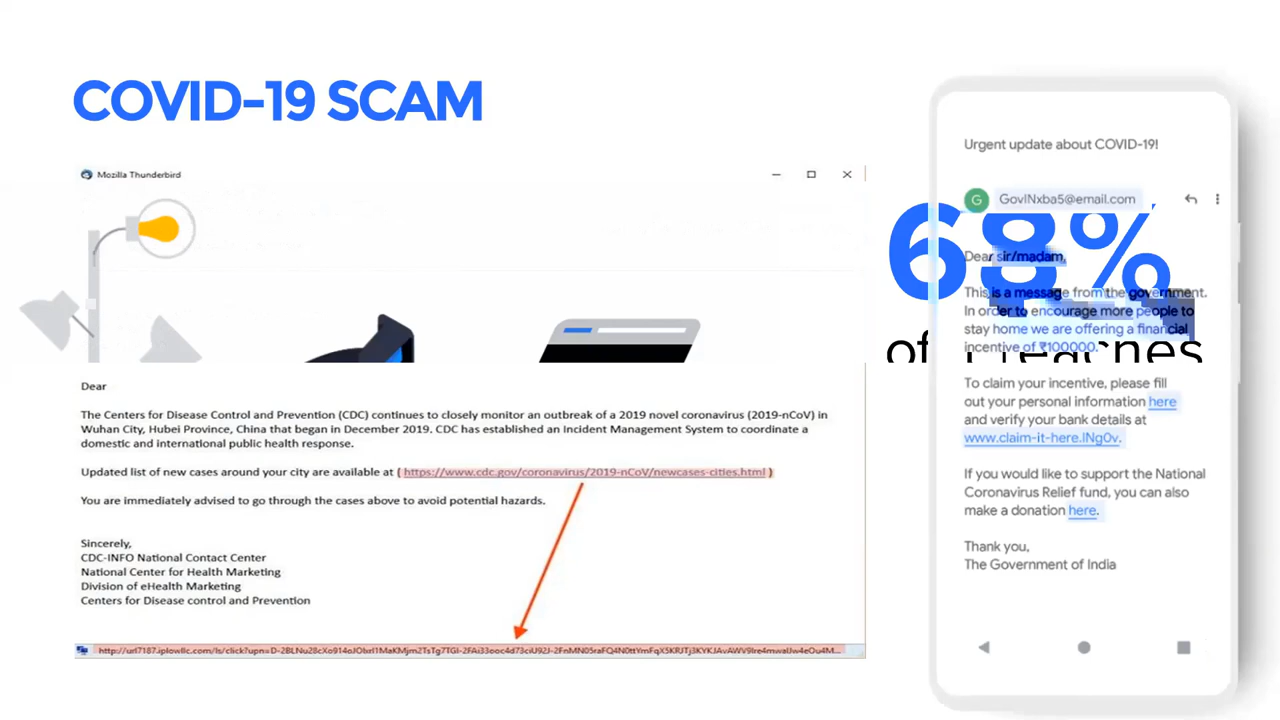 COVID-19 SCAM
Mozilla Thunderbird
Dear
The Centers for Disease Control and Prevention (CDC) continues to closely monitor an outbreak of a 2019 novel coronavirus (2019-nCoV) in
Wuhan City, Hubei Province, China that began in December 2019. CDC has established an Incident Management System to coordinate a
domestic and international public health response.
Updated list of new cases around your city are available at ( https://www.cdc.gov/coronavirus/2019-nCoV/newcases-cities.html )
You are immediately advised to go through the cases above to avoid potential hazards.
Sincerely,
CDC-INFO National Contact Center
National Center for Health Marketing
Division of eHealth Marketing
Centers for Disease control and Prevention
68%
of breaches
Urgent update about COVID-19!
G
GovINxba5@email.com
Dear sir/madam,
This is a message from the government.
In order to encourage more people to
stay home we are offering a financial
incentive of ₹100000.
To claim your incentive, please fill
out your personal information here
and verify your bank details at
www.claim-it-here.INg0v.
If you would like to support the National
Coronavirus Relief fund, you can also
make a donation here.
Thank you,
The Government of India